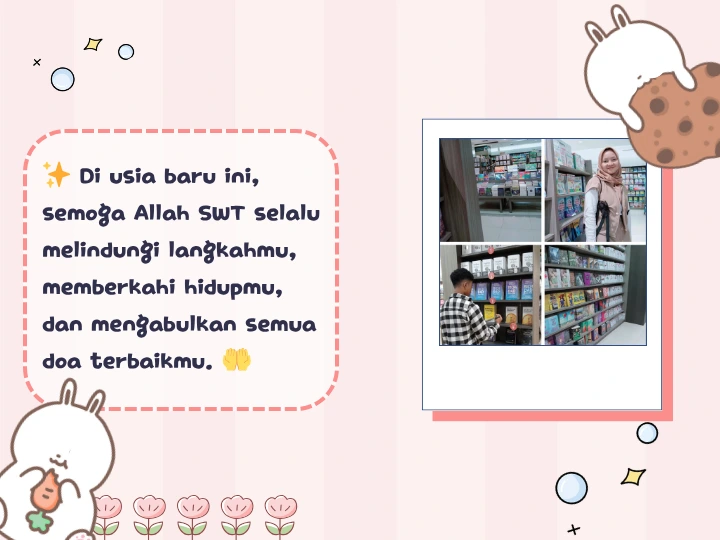 ✨ Di usia baru ini,
semoga Allah SWT selalu
melindungi langkahmu,
memberkahi hidupmu,
dan mengabulkan semua
doa terbaikmu. 🤲